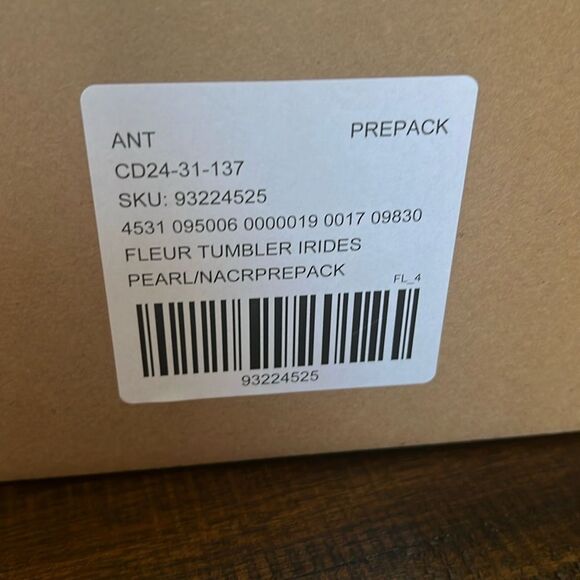 ANT PREPACK
CD24-31-137
SKU: 93224525
4531 095006 0000019 0017 09830
FLEUR TUMBLER IRIDES
PEARL/NACRPREPACK
FL_4
93224525